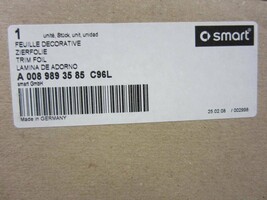 1 unité, Stück, unit, unidad
smart
FEUILLE DECORATIVE
ZIERFOLIE
TRIM FOIL
LAMINA DE ADORNO
A 008 989 35 85 C96L
smart GmbH
Made in GERMANY